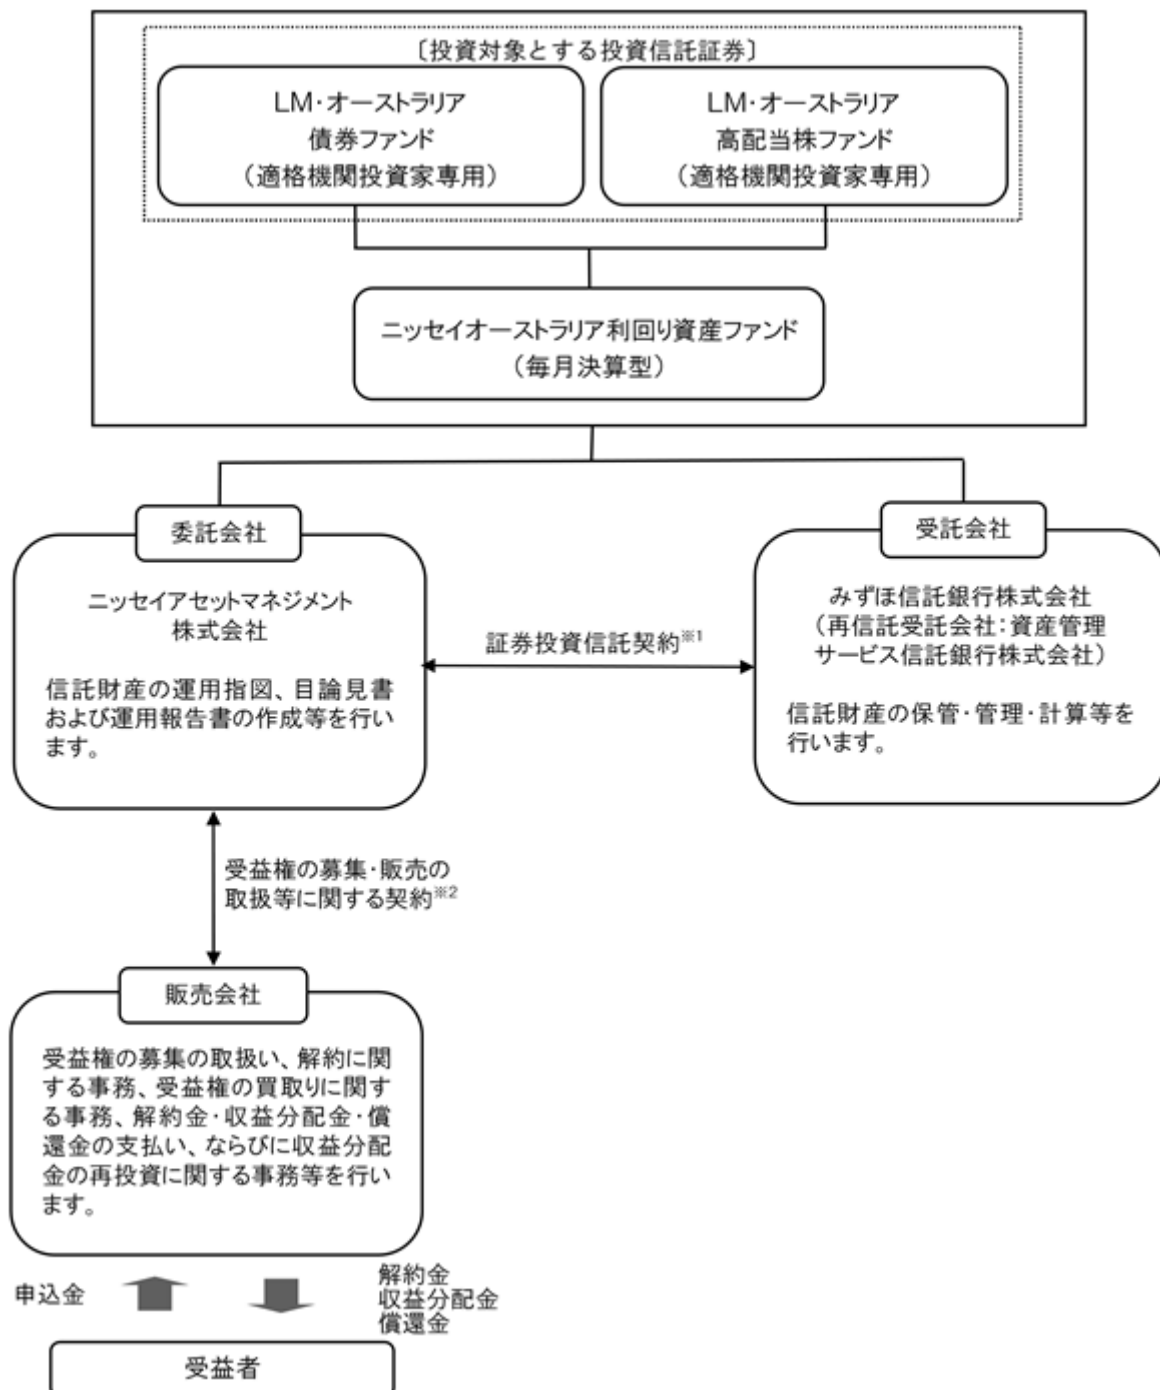 〔投資対象とする投資信託証券〕
LM・オーストラリア
債券ファンド
（適格機関投資家専用）
LM・オーストラリア
高配当株ファンド
（適格機関投資家専用）
ニッセイオーストラリア利回り資産ファンド
（毎月決算型）
委託会社
ニッセイアセットマネジメント
株式会社
信託財産の運用指図、目論見書
および運用報告書の作成等を行い
ます。
証券投資信託契約※1
受託会社
みずほ信託銀行株式会社
（再信託受託会社：資産管理
サービス信託銀行株式会社）
信託財産の保管・管理・計算等を
行います。
受益権の募集・販売の
取扱等に関する契約※2
販売会社
受益権の募集の取扱い、解約に関
する事務、受益権の買取りに関す
る事務、解約金・収益分配金・償
還金の支払い、ならびに収益分配
金の再投資に関する事務等を行い
ます。
申込金
解約金
収益分配金
償還金
受益者